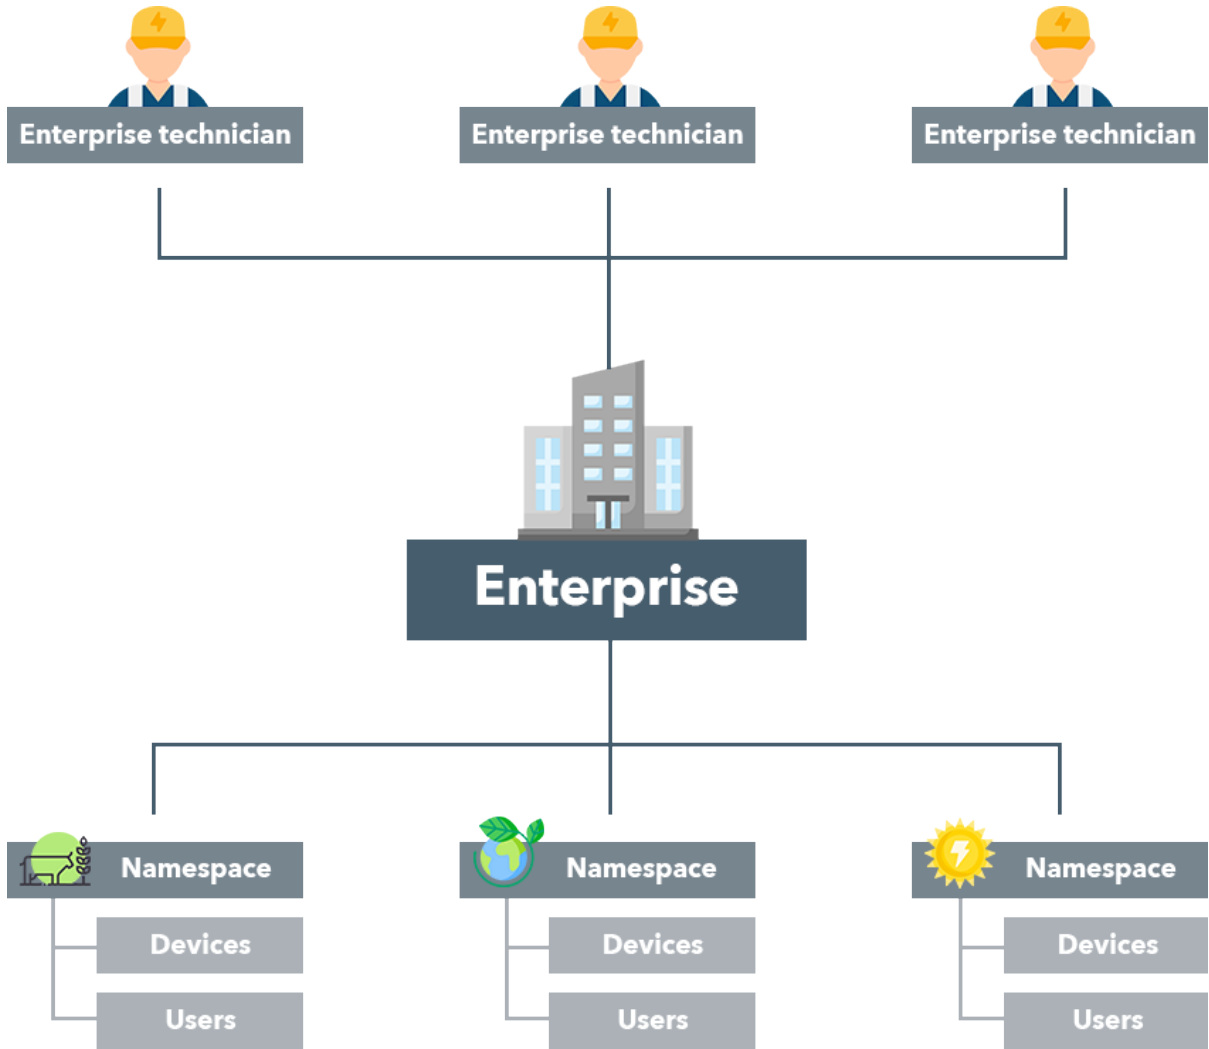 Enterprise technician
Enterprise technician
Enterprise technician
Enterprise
Namespace
Namespace
Namespace
Devices
Devices
Devices
Users
Users
Users